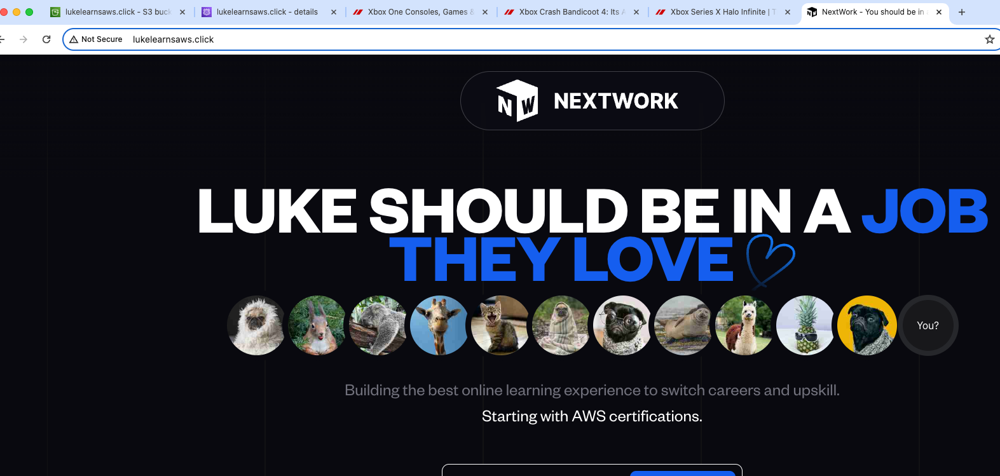 lukelearnsaws.click - S3 buck
lukelearnsaws.click - details
Xbox One Consoles, Games &
Xbox Crash Bandicoot 4: Its A
Xbox Series X Halo Infinite | T
NextWork - You should be in a
Not Secure
lukelearnsaws.click
NW NEXTWORK
LUKE SHOULD BE IN A JOB
THEY LOVE
You?
Building the best online learning experience to switch careers and upskill.
Starting with AWS certifications.